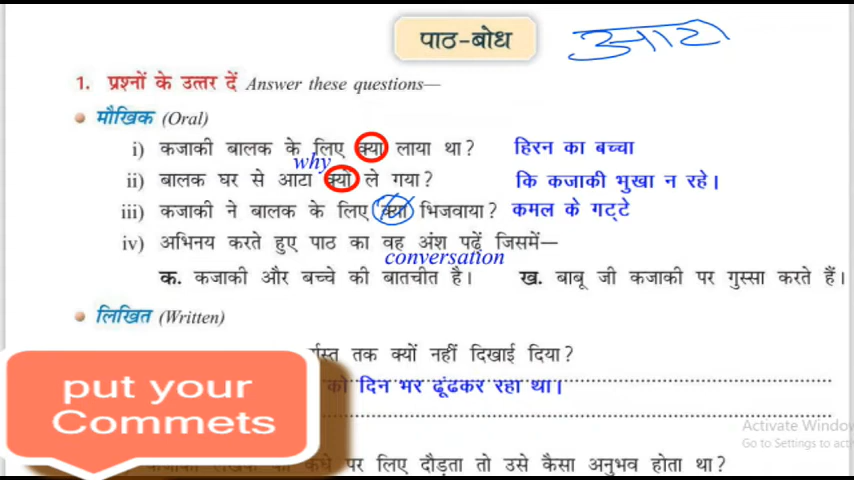 पाठ-बोध
आटा
1. प्रश्नों के उत्तर दें Answer these questions—
मौखिक (Oral)
i) कजाकी बालक के लिए क्या लाया था? हिरन का बच्चा
why
ii) बालक घर से आटा क्यों ले गया? कि कजाकी भुखा न रहे।
iii) कजाकी ने बालक के लिए क्या भिजवाया? कमल के गट्टे
iv) अभिनय करते हुए पाठ का वह अंश पढ़ें जिसमें—
conversation
क. कजाकी और बच्चे की बातचीत है। ख. बाबू जी कजाकी पर गुस्सा करते हैं।
लिखित (Written)
तक क्यों नहीं दिखाई दिया?
को दिन भर ढूंढकर रहा था।
put your
Commets
Activate Window
Go to Settings to act
पर लिए दौड़ता तो उसे कैसा अनुभव होता था?